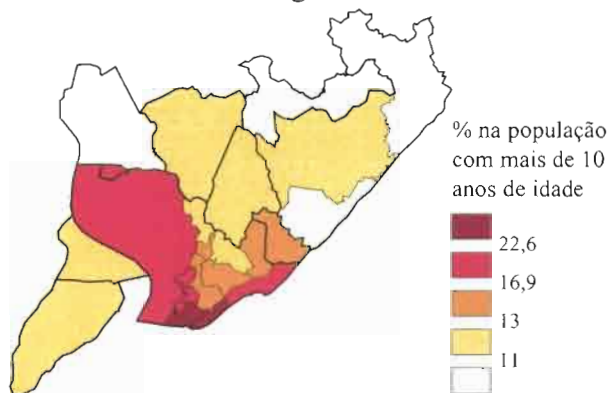 % na população
com mais de 10
anos de idade
22,6
16,9
13
11